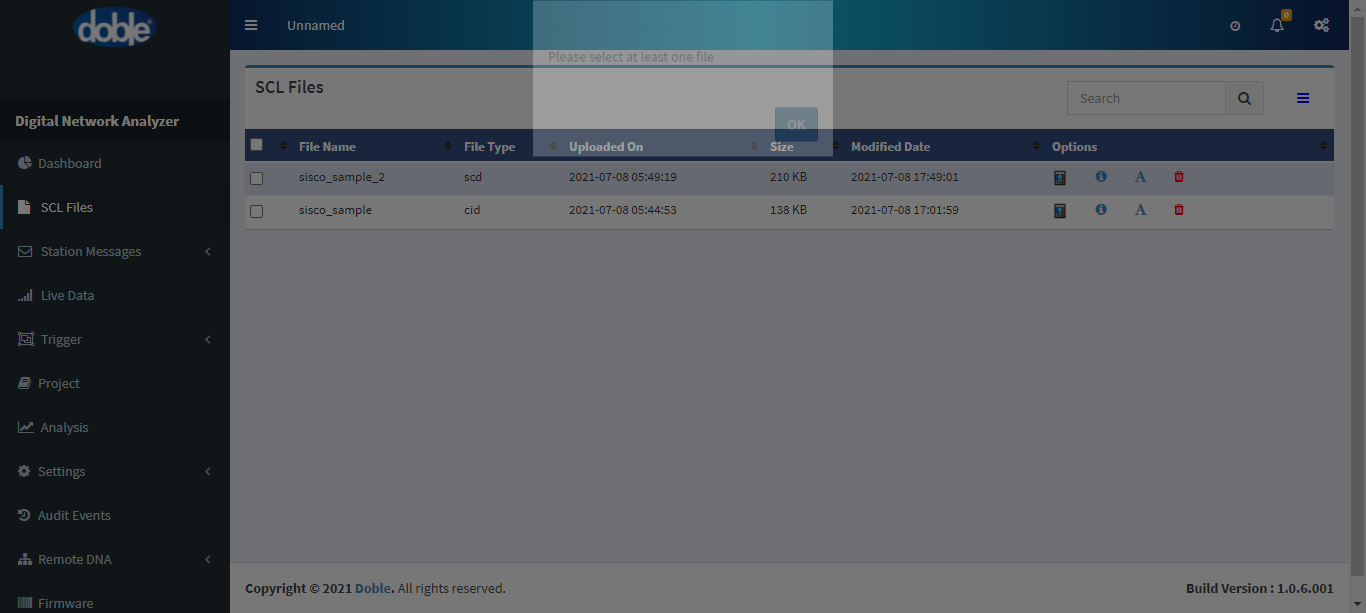 doble
Unnamed
0
Please select at least one file
OK
Digital Network Analyzer
Dashboard
SCL Files
Station Messages
Live Data
Trigger
Project
Analysis
Settings
Audit Events
Remote DNA
Firmware
SCL Files
Search
File Name File Type Uploaded On Size Modified Date Options
sisco_sample_2 scd 2021-07-08 05:49:19 210 KB 2021-07-08 17:49:01 A
sisco_sample cid 2021-07-08 05:44:53 138 KB 2021-07-08 17:01:59 A
Copyright © 2021 Doble. All rights reserved. Build Version : 1.0.6.001